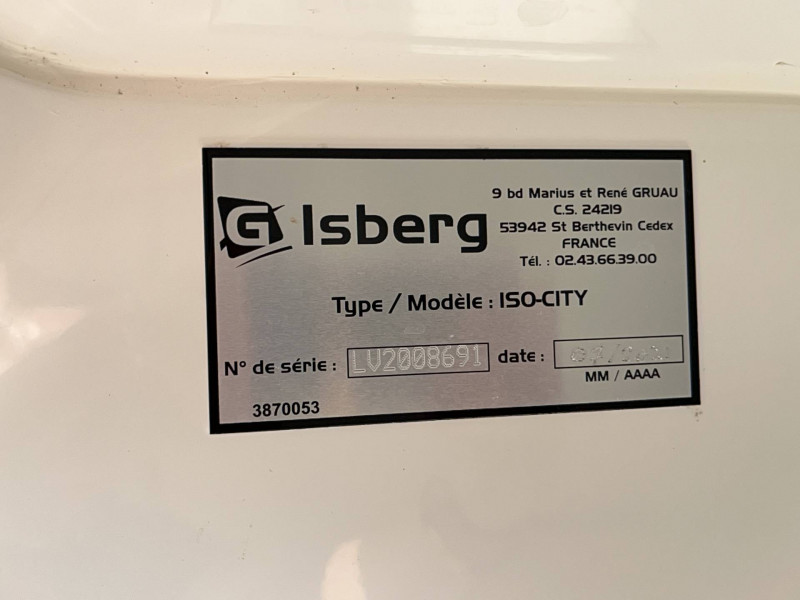 G Isberg
9 bd Marius et René GRUAU
C.S. 24219
53942 St Berthevin Cedex
FRANCE
Tél. : 02.43.66.39.00
Type / Modèle : ISO-CITY
N° de série : LV2008691 date :
MM / AAAA
3870053